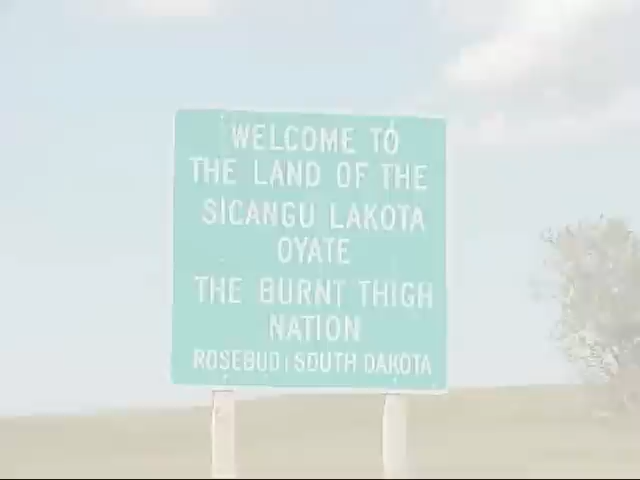 WELCOME TO
THE LAND OF THE
SICANGU LAKOTA
OYATE
THE BURNT THIGH
NATION
ROSEBUD, SOUTH DAKOTA